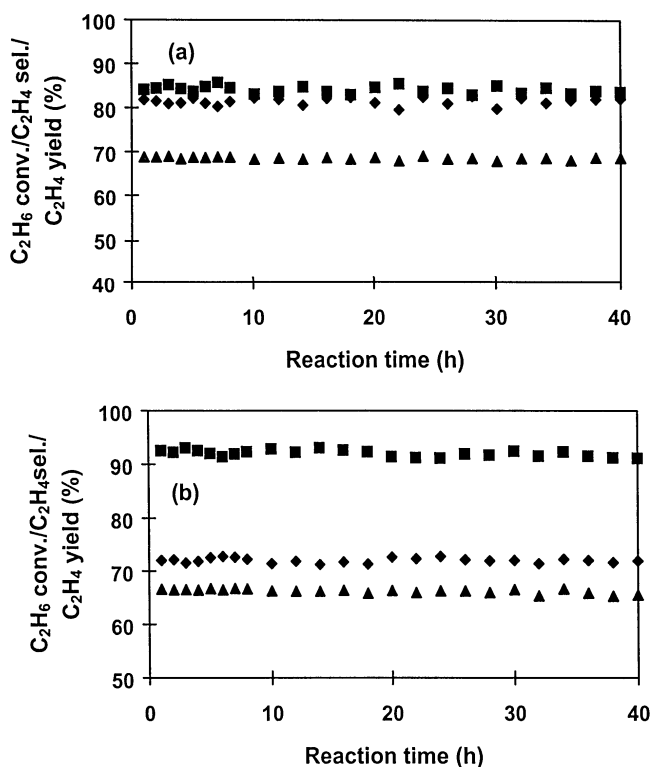 C₂H₆ conv./C₂H₄ sel./
C₂H₄ yield (%)
100
90
80
70
60
50
40
(a)
0
10
20
30
40
Reaction time (h)
C₂H₆ conv./C₂H₄sel./
C₂H₄ yield (%)
100
90
80
70
60
50
(b)
0
10
20
30
40
Reaction time (h)